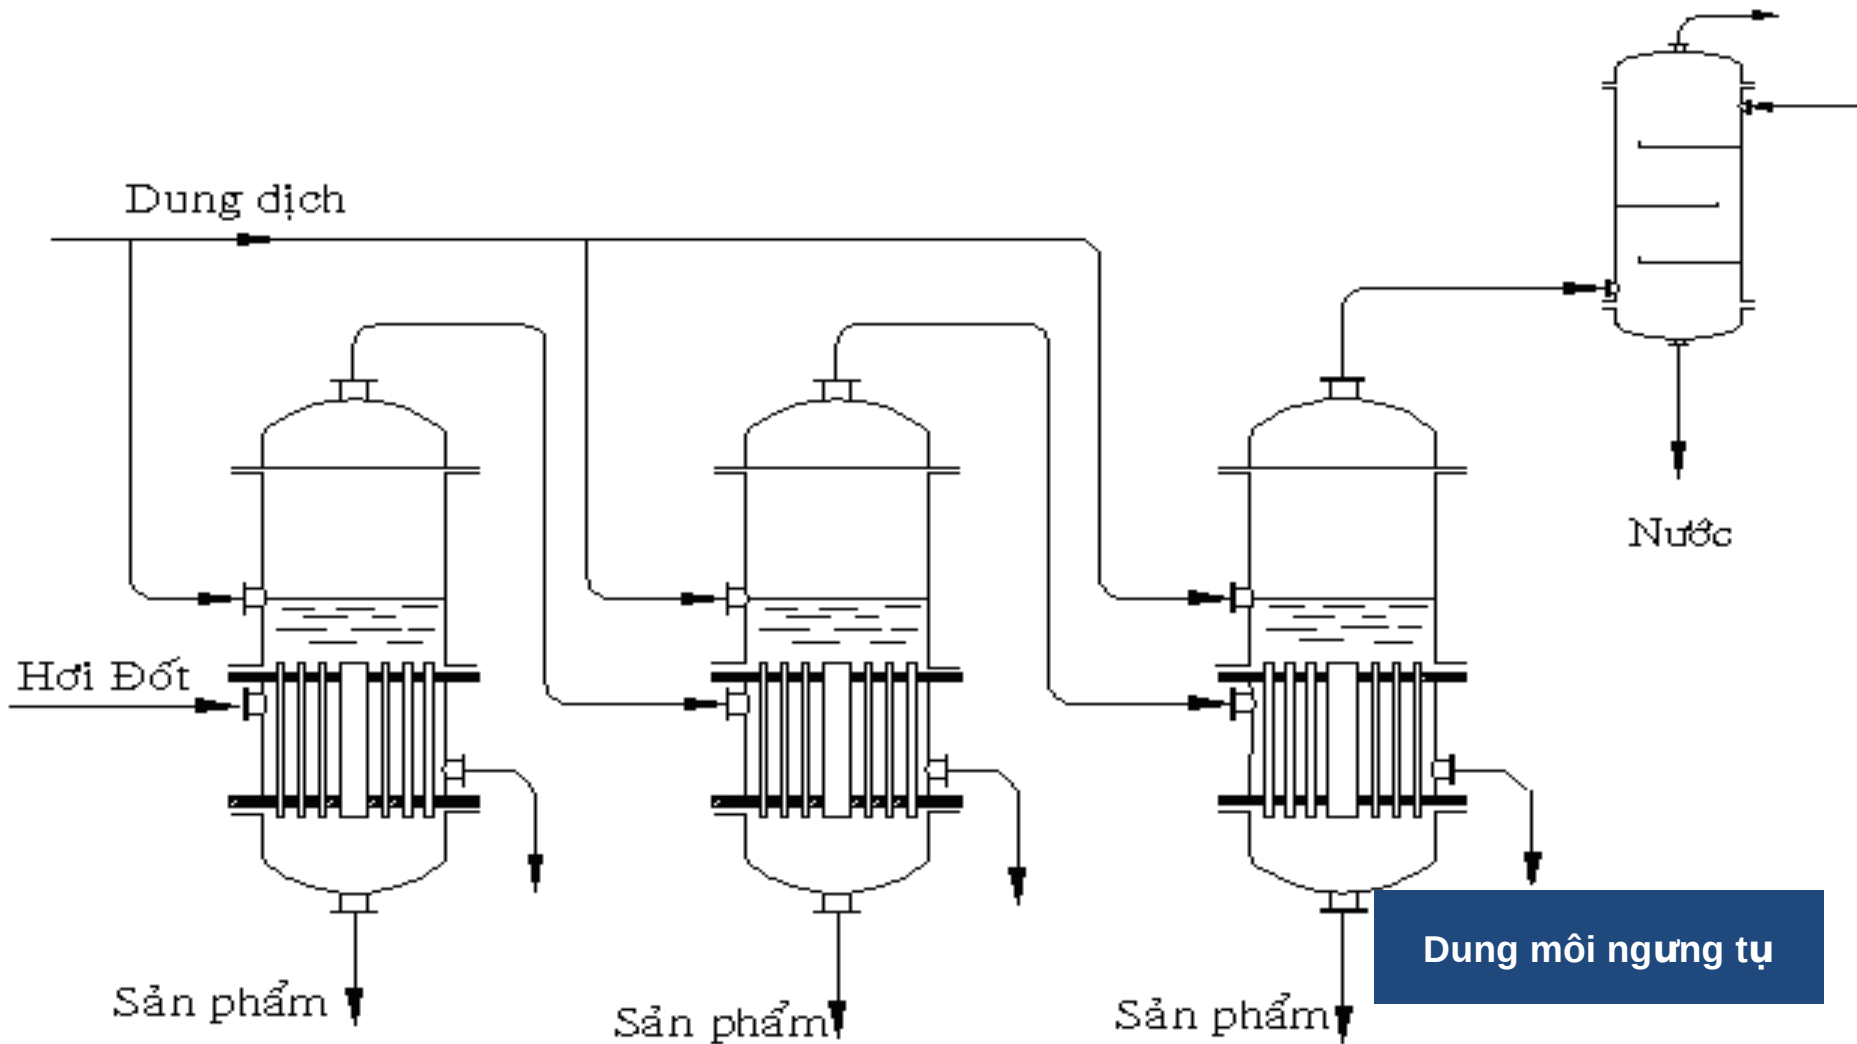 Dung dịch
Nước
Hơi Đốt
Dung môi ngưng tụ
Sản phẩm
Sản phẩm
Sản phẩm